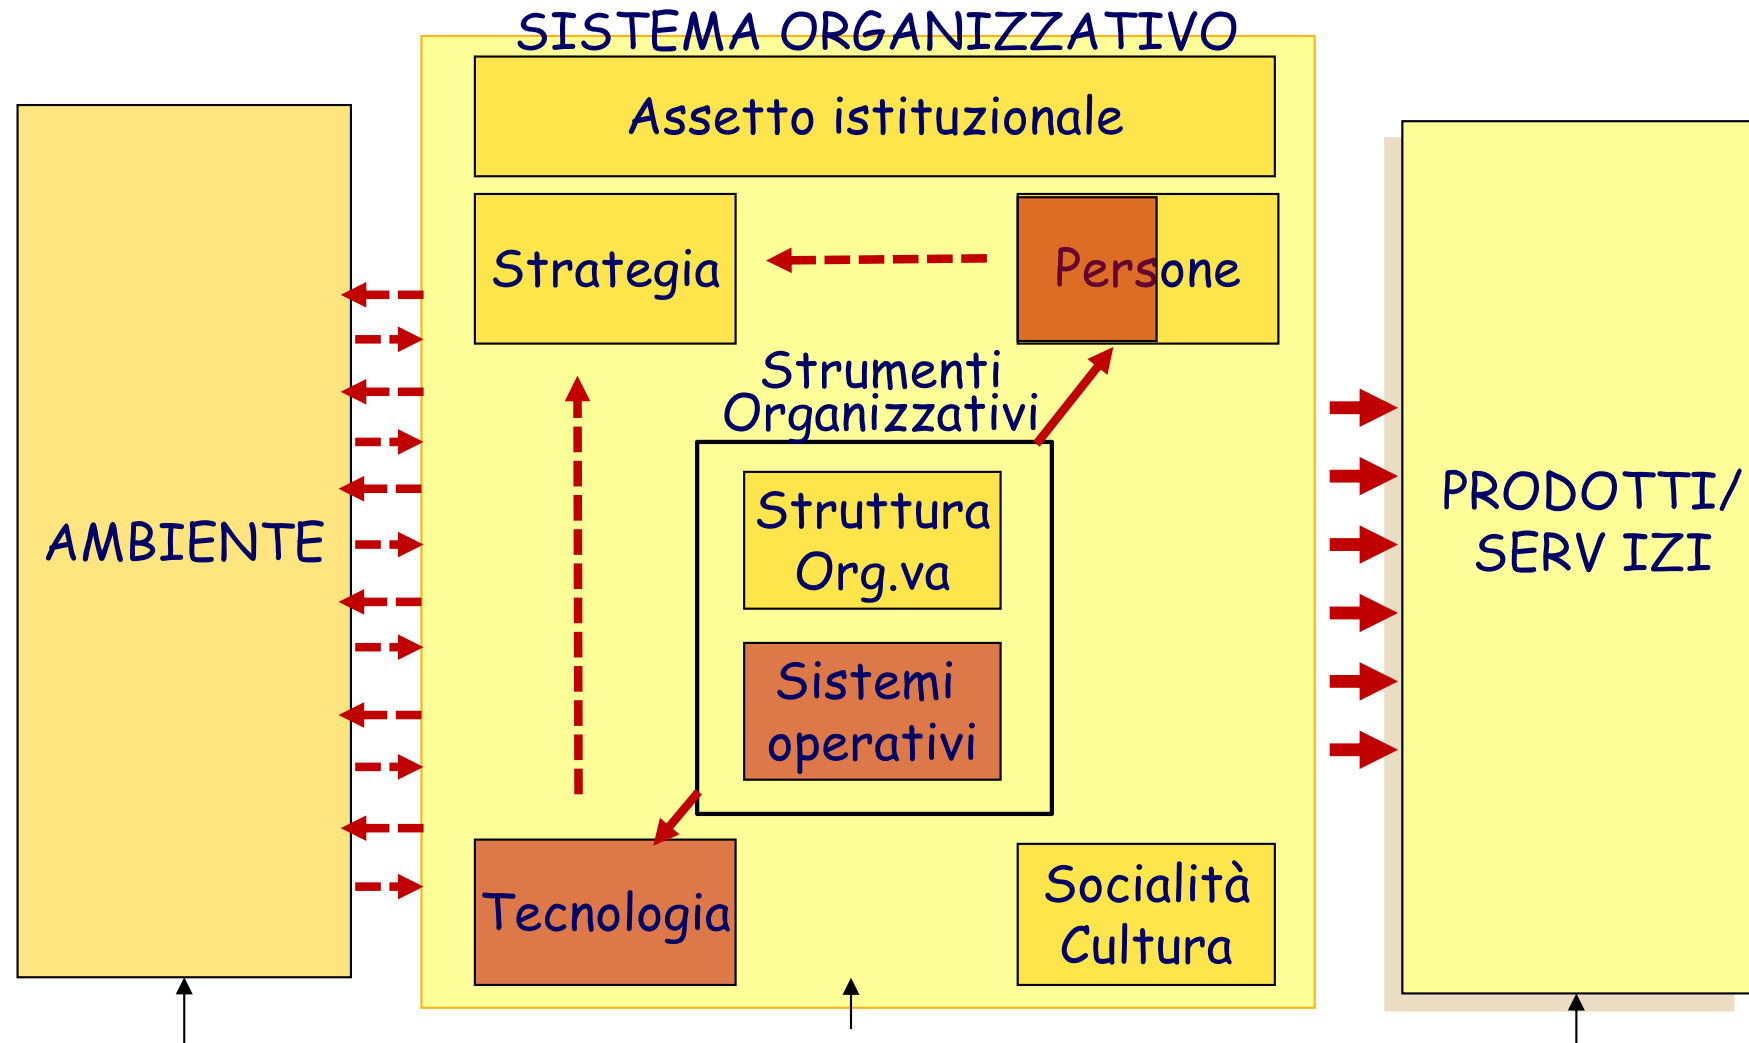 SISTEMA ORGANIZZATIVO
Assetto istituzionale
Strategia
Persone
Strumenti
Organizzativi
Struttura
Org.va
Sistemi
operativi
AMBIENTE
PRODOTTI/
SERV IZI
Tecnologia
Socialità
Cultura